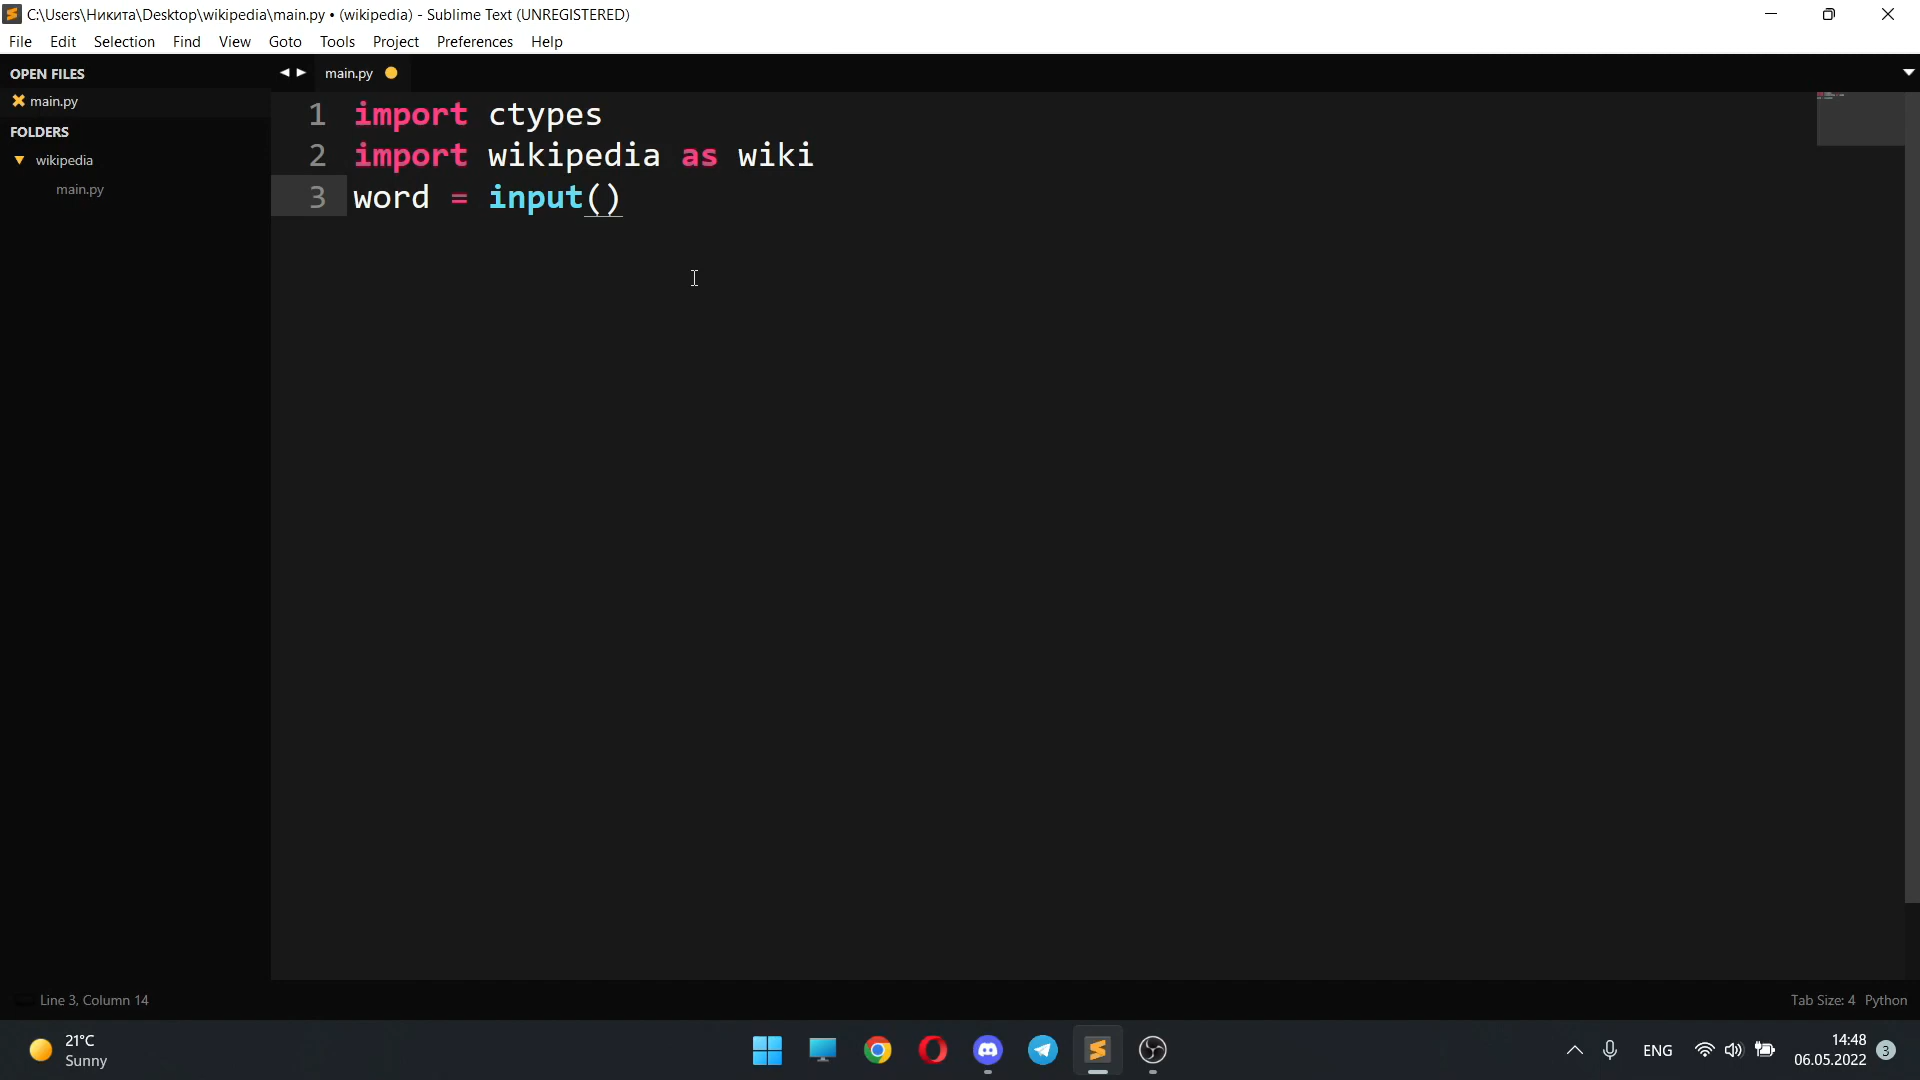 C:\Users\Никита\Desktop\wikipedia\main.py • (wikipedia) - Sublime Text (UNREGISTERED)
File Edit Selection Find View Goto Tools Project Preferences Help
OPEN FILES
main.py
FOLDERS
wikipedia
main.py
main.py
1 import ctypes
2 import wikipedia as wiki
3 word = input()
Line 3, Column 14
Tab Size: 4 Python
21°C
Sunny
ENG
14:48
06.05.2022
3